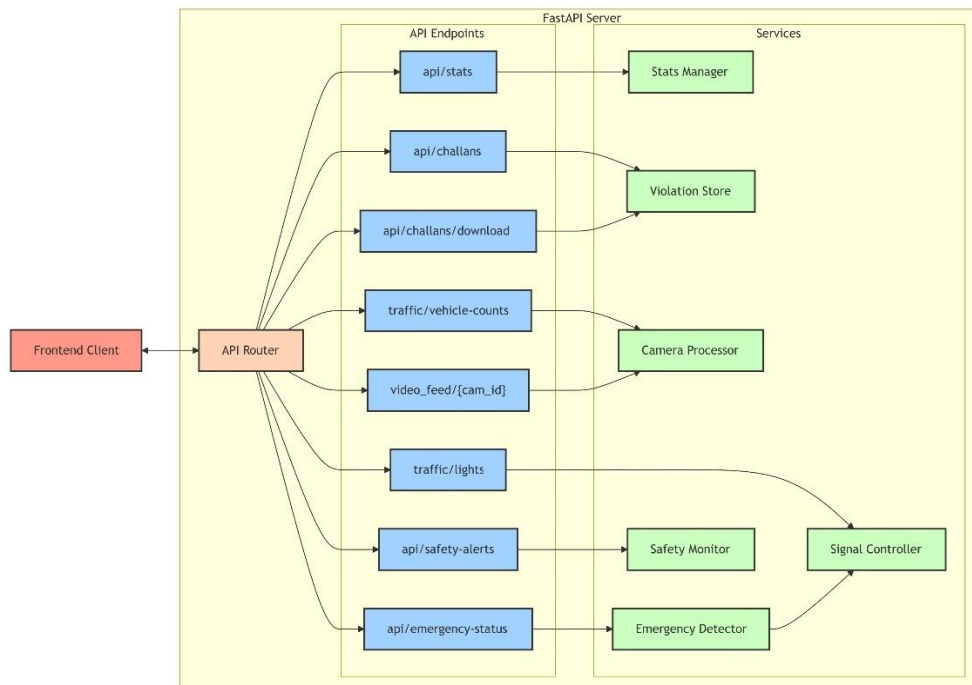 FastAPI Server
API Endpoints
Services
api/stats
Stats Manager
api/challans
Violation Store
api/challans/download
traffic/vehicle-counts
Frontend Client
API Router
Camera Processor
video_feed/{cam_id}
traffic/lights
api/safety-alerts
Safety Monitor
Signal Controller
api/emergency-status
Emergency Detector